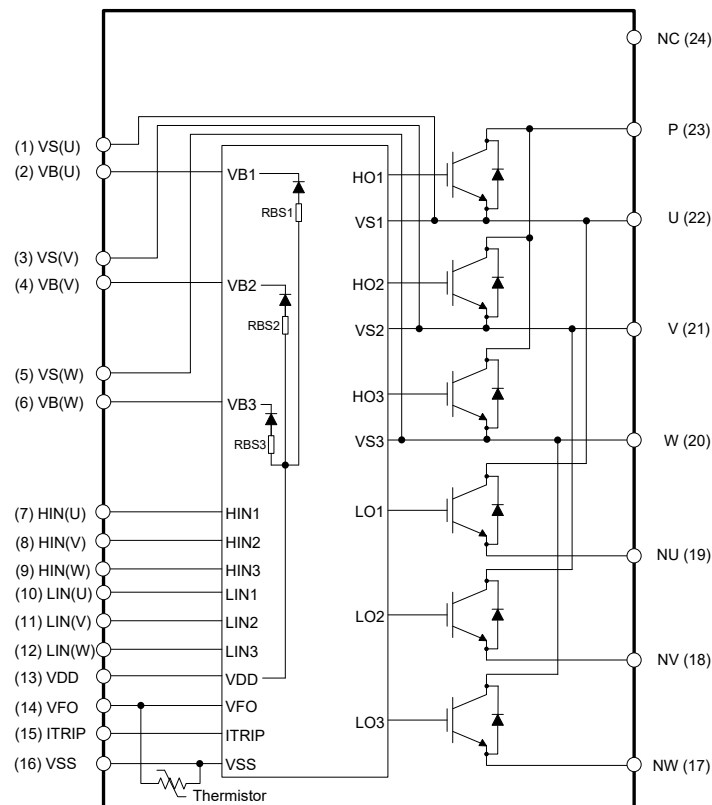 NC (24)
P (23)
U (22)
V (21)
W (20)
NU (19)
NV (18)
NW (17)
(1) VS(U)
(2) VB(U)
(3) VS(V)
(4) VB(V)
(5) VS(W)
(6) VB(W)
(7) HIN(U)
(8) HIN(V)
(9) HIN(W)
(10) LIN(U)
(11) LIN(V)
(12) LIN(W)
(13) VDD
(14) VFO
(15) ITRIP
(16) VSS
VB1
RBS1
VB2
RBS2
VB3
RBS3
HIN1
HIN2
HIN3
LIN1
LIN2
LIN3
VDD
VFO
ITRIP
VSS
Thermistor
HO1
VS1
HO2
VS2
HO3
VS3
LO1
LO2
LO3